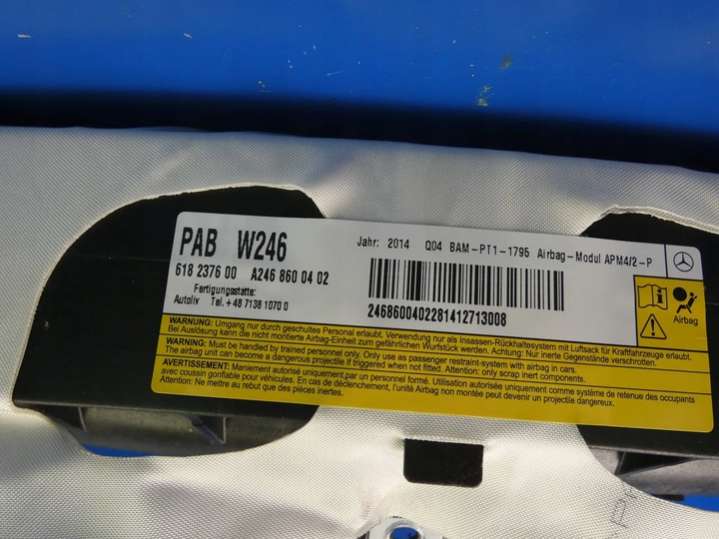 PAB W246
618 2376 00 A246 860 04 02
Fertigungsstätte:
Autoliv Tel.+48 7138 1070 0
Jahr: 2014 Q04 BAM-PT1-1795 Airbag-Modul APM4/2-P
246860040228141271​3008
Airbag
WARNUNG: Umgang nur durch geschultes Personal erlaubt. Verwendung nur als Insassen-Rückhaltesystem mit Luftsack für Kraftfahrzeuge erlaubt.
Bei Auslösung kann die nicht montierte Airbag-Einheit zum gefährlichen Wurfstück werden. Achtung: Nur inerte Gegenstände verschrotten.
WARNING: Must be handled by trained personel only. Only use as passenger restraint-system with airbag in cars.
The airbag unit can become a dangerous projectile if triggered when not fitted. Attention: only scrap inert components.
AVERTISSEMENT: Maniement autorisé uniquement,par un personnel formé. Utilisation autorisée uniquement comme système de retenue des occupants
avec coussin gonflable pour véhicules. En cas de déclenchement, l'unité Airbag non montée peut devenir un projectile dangereux.
Attention: Ne mettre au rebut que des pièces inertes.